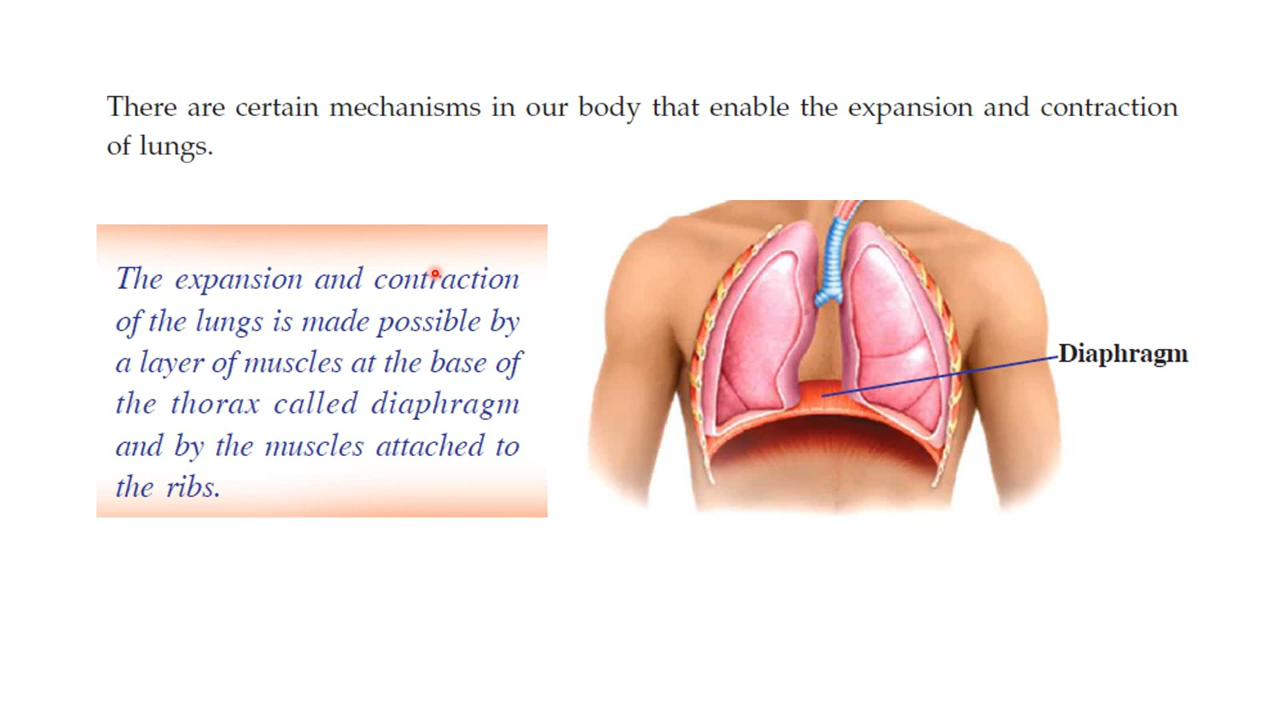 There are certain mechanisms in our body that enable the expansion and contraction
of lungs.
The expansion and contraction
of the lungs is made possible by
a layer of muscles at the base of
the thorax called diaphragm
and by the muscles attached to
the ribs.
Diaphragm